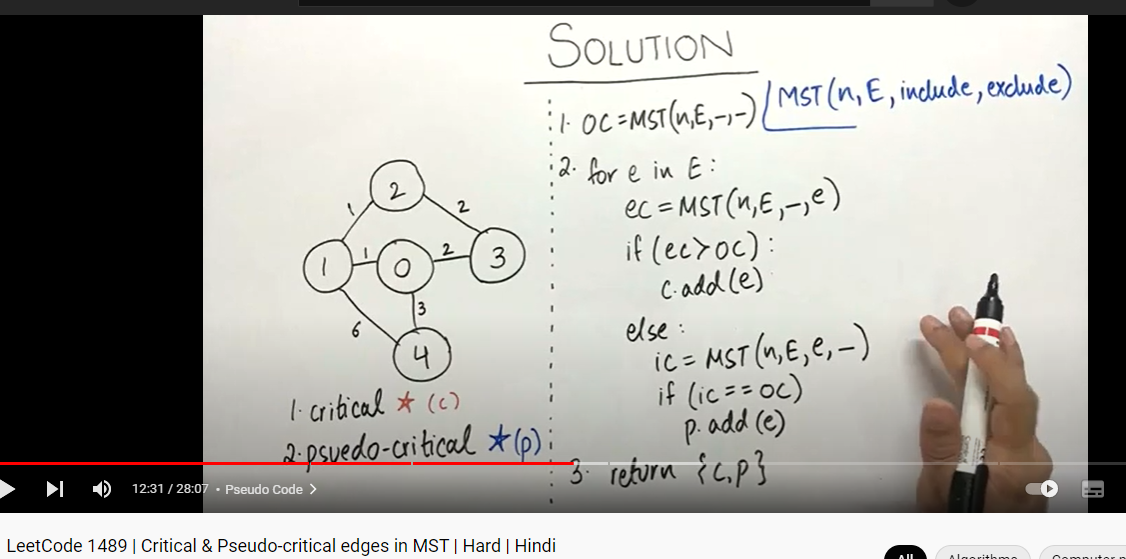 SOLUTION
1. OC=MST(n,E,-,-)
MST(n, E, include, exclude)
2. for e in E:
ec = MST(n,E,-,e)
if (ec>oc):
c.add(e)
else:
ic = MST(n,E,e,-)
if (ic==oc)
p.add(e)
3. return {c,p}
2
1
2
1
1
0
2
3
6
3
4
1. critical ★ (c)
2. psuedo-critical ★(p)
12:31 / 28:07 • Pseudo Code >
LeetCode 1489 | Critical & Pseudo-critical edges in MST | Hard | Hindi
All